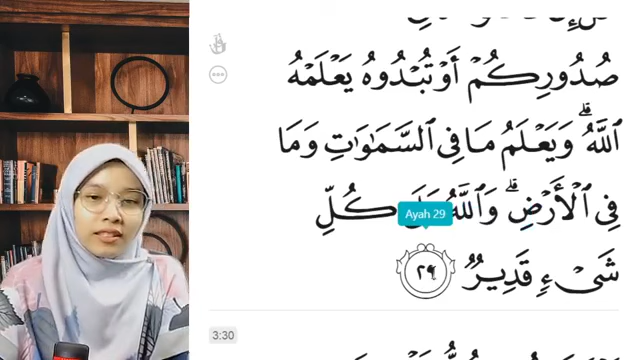 صُدُورِكُمْ أَوْ تُبْدُوهُ يَعْلَمْهُ
ٱللَّهُ ۗ وَيَعْلَمُ مَا فِى ٱلسَّمَـٰوَٰتِ وَمَا
فِى ٱلْأَرْضِ ۗ وَٱللَّهُ كُلِّ
Ayah 29
شَىْءٍ قَدِيرٌ ٢٩
3:30